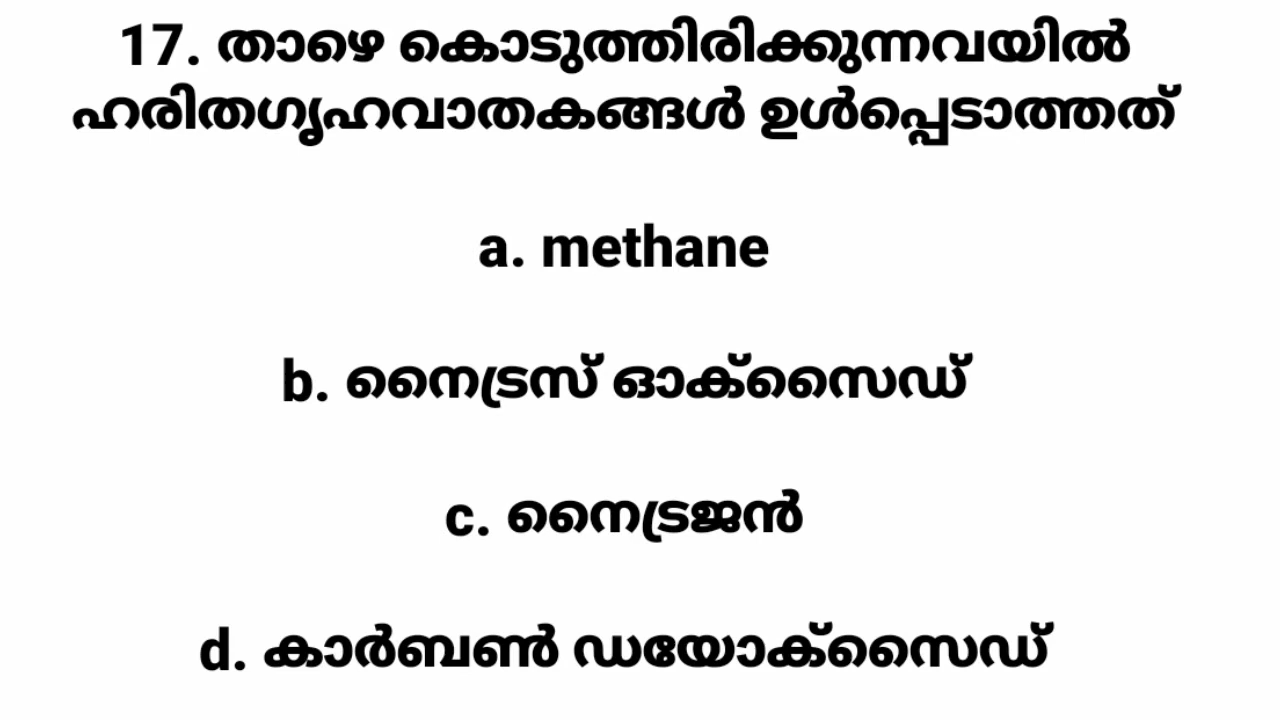 17. താഴെ കൊടുത്തിരിക്കുന്നവയിൽ
ഹരിതഗൃഹവാതകങ്ങൾ ഉൾപ്പെടാത്തത്
a. methane
b. നൈട്രസ് ഓക്സൈഡ്
c. നൈട്രജൻ
d. കാർബൺ ഡയോക്സൈഡ്